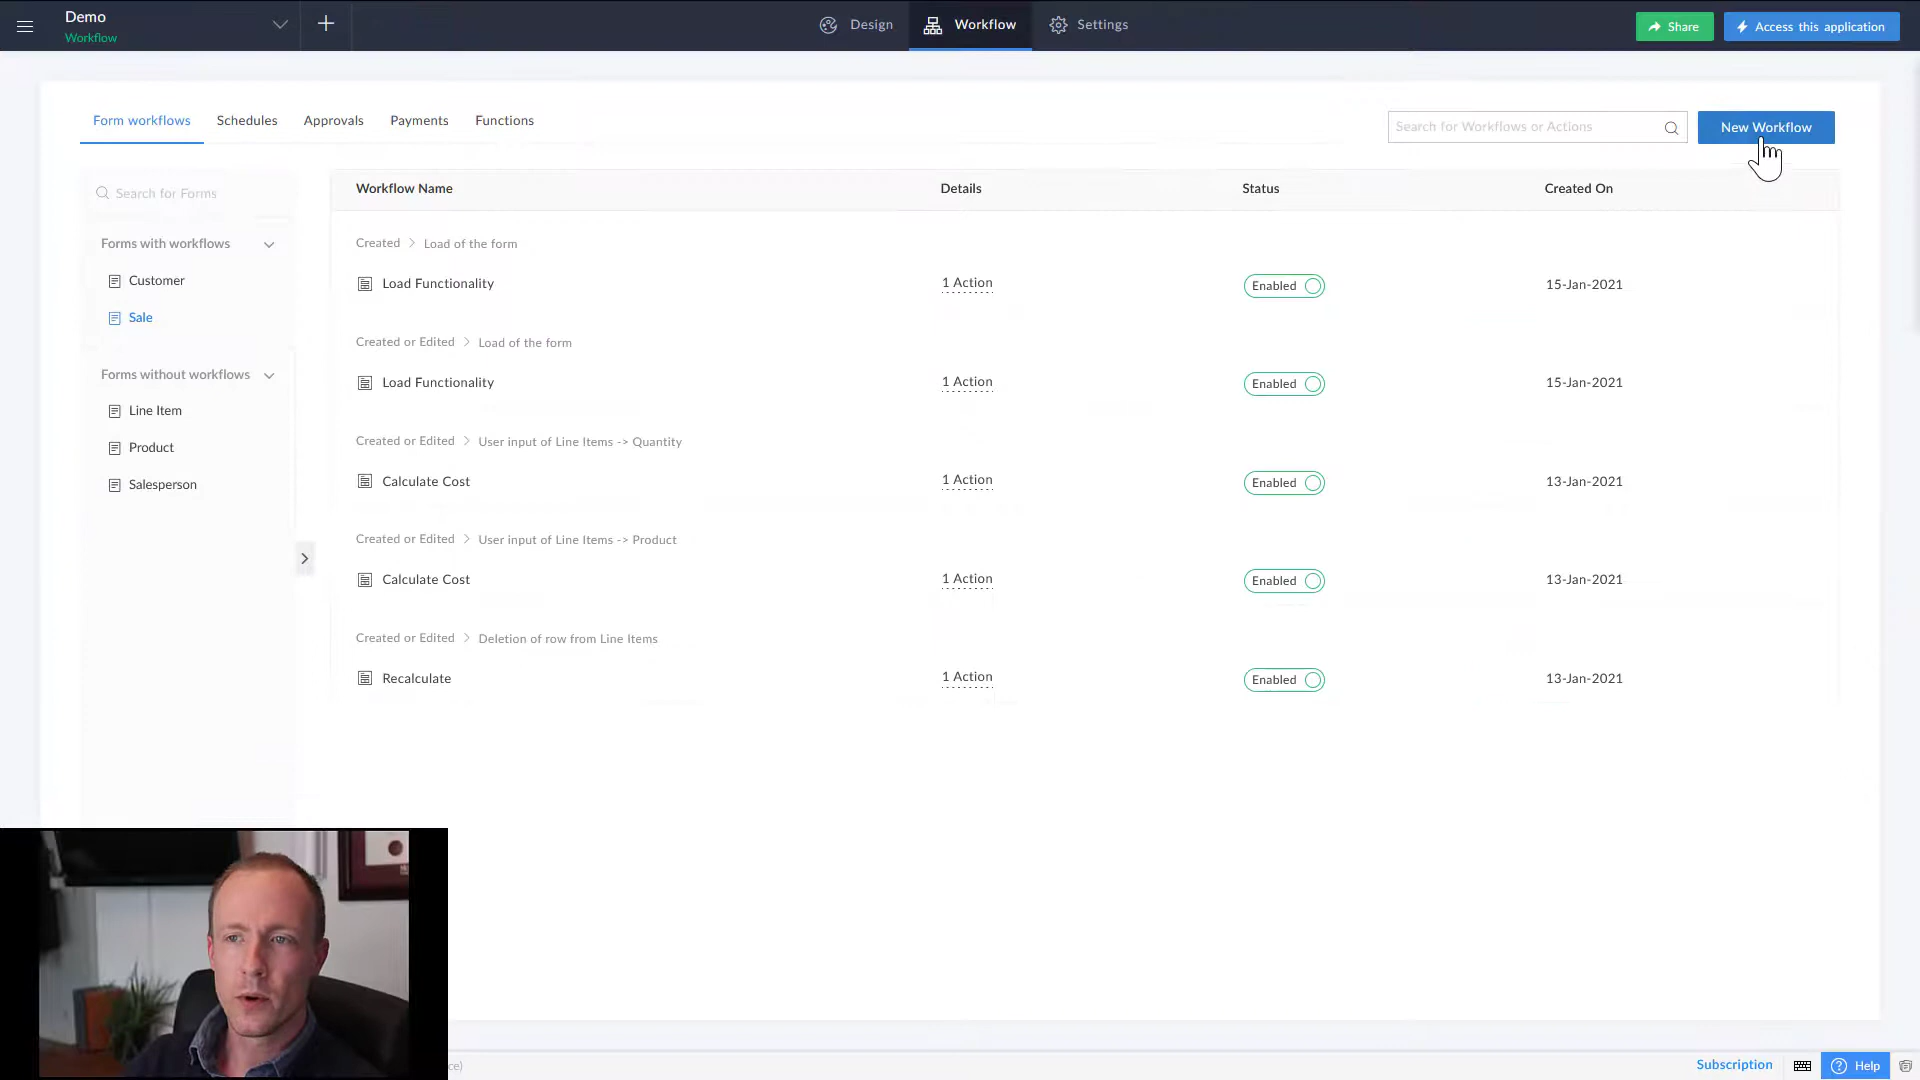 Demo
Workflow
Design
Workflow
Settings
Share
Access this application
Form workflows
Schedules
Approvals
Payments
Functions
Search for Workflows or Actions
New Workflow
Search for Forms
Forms with workflows
Customer
Sale
Forms without workflows
Line Item
Product
Salesperson
Workflow Name
Details
Status
Created On
Created > Load of the form
Load Functionality
1 Action
Enabled
15-Jan-2021
Created or Edited > Load of the form
Load Functionality
1 Action
Enabled
15-Jan-2021
Created or Edited > User input of Line Items -> Quantity
Calculate Cost
1 Action
Enabled
13-Jan-2021
Created or Edited > User input of Line Items -> Product
Calculate Cost
1 Action
Enabled
13-Jan-2021
Created or Edited > Deletion of row from Line Items
Recalculate
1 Action
Enabled
13-Jan-2021
Subscription
Help